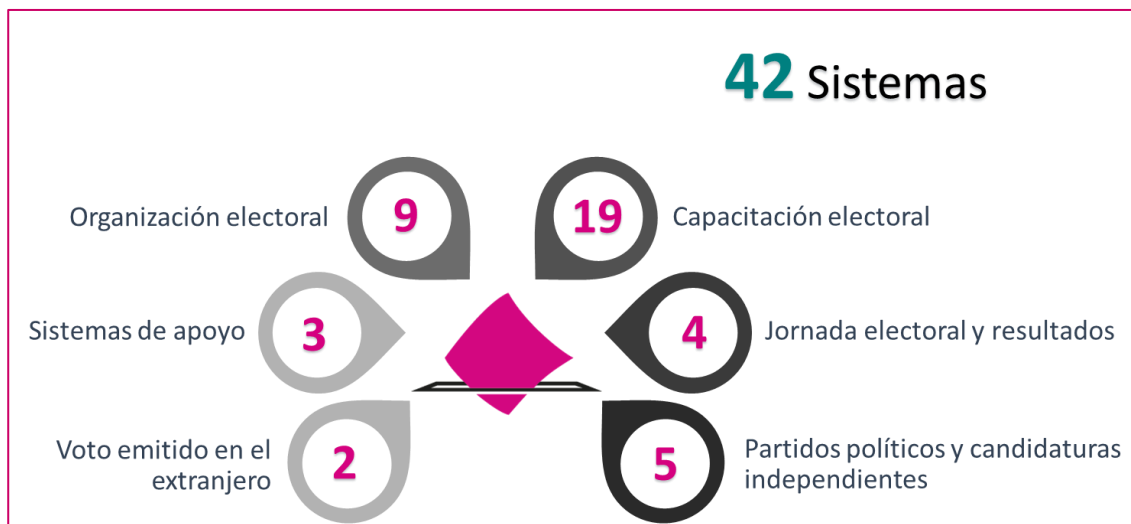 42 Sistemas
Organización electoral
9
19
Capacitación electoral
Sistemas de apoyo
3
4
Jornada electoral y resultados
Voto emitido en el
extranjero
2
5
Partidos políticos y candidaturas
independientes